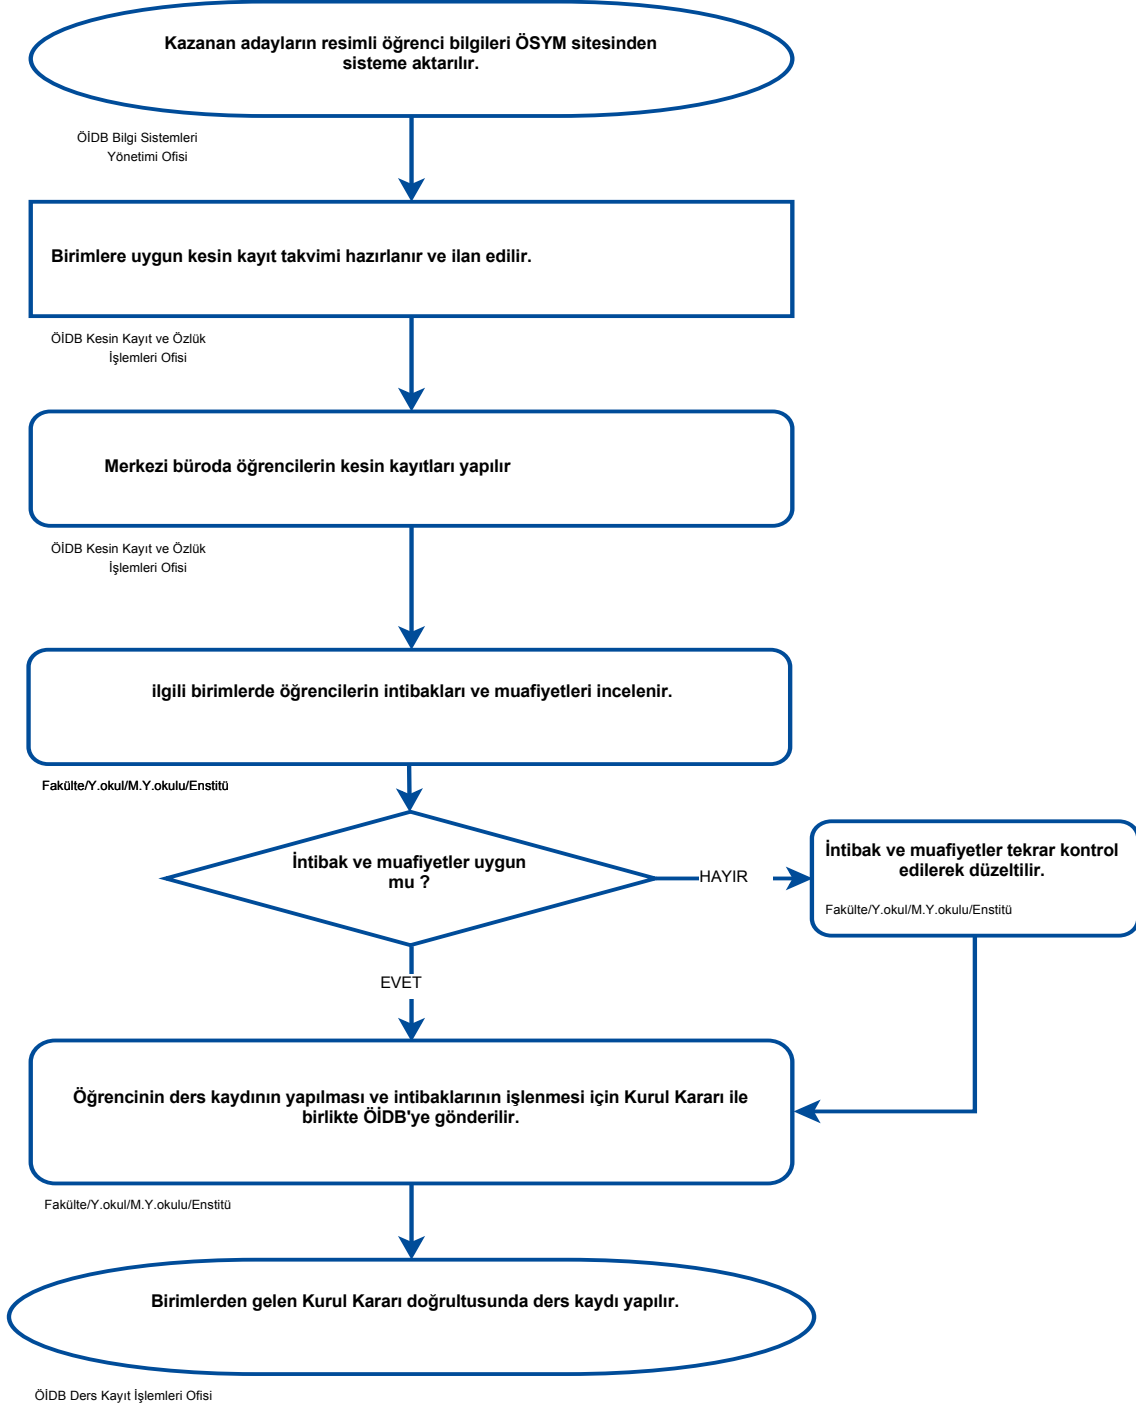 Kazanan adayların resimli öğrenci bilgileri ÖSYM sitesinden
sisteme aktarılır.
ÖİDB Bilgi Sistemleri
Yönetimi Ofisi
Birimlere uygun kesin kayıt takvimi hazırlanır ve ilan edilir.
ÖİDB Kesin Kayıt ve Özlük
İşlemleri Ofisi
Merkezi büroda öğrencilerin kesin kayıtları yapılır
ÖİDB Kesin Kayıt ve Özlük
İşlemleri Ofisi
ilgili birimlerde öğrencilerin intibakları ve muafiyetleri incelenir.
Fakülte/Y.okul/M.Y.okulu/Enstitü
İntibak ve muafiyetler uygun
mu ?
HAYIR
İntibak ve muafiyetler tekrar kontrol
edilerek düzeltilir.
Fakülte/Y.okul/M.Y.okulu/Enstitü
EVET
Öğrencinin ders kaydının yapılması ve intibaklarının işlenmesi için Kurul Kararı ile
birlikte ÖİDB'ye gönderilir.
Fakülte/Y.okul/M.Y.okulu/Enstitü
Birimlerden gelen Kurul Kararı doğrultusunda ders kaydı yapılır.
ÖİDB Ders Kayıt İşlemleri Ofisi